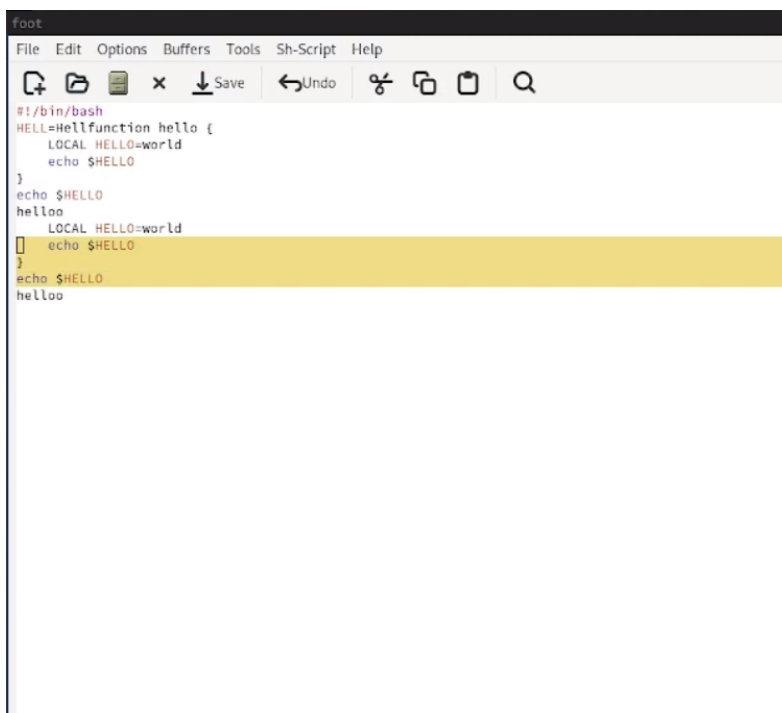 foot
File Edit Options Buffers Tools Sh-Script Help
Save Undo
#!/bin/bash
HELL=Hellfunction hello {
    LOCAL HELLO=world
    echo $HELLO
}
echo $HELLO
helloo
    LOCAL HELLO=world
    echo $HELLO
}
echo $HELLO
helloo